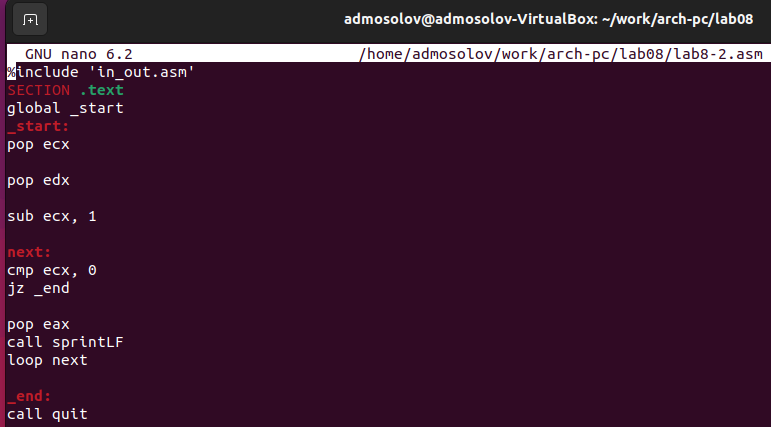 admosolov@admosolov-VirtualBox: ~/work/arch-pc/lab08
GNU nano 6.2 /home/admosolov/work/arch-pc/lab08/lab8-2.asm
%include 'in_out.asm'
SECTION .text
global _start
_start:
pop ecx
pop edx
sub ecx, 1
next:
cmp ecx, 0
jz _end
pop eax
call sprintLF
loop next
_end:
call quit